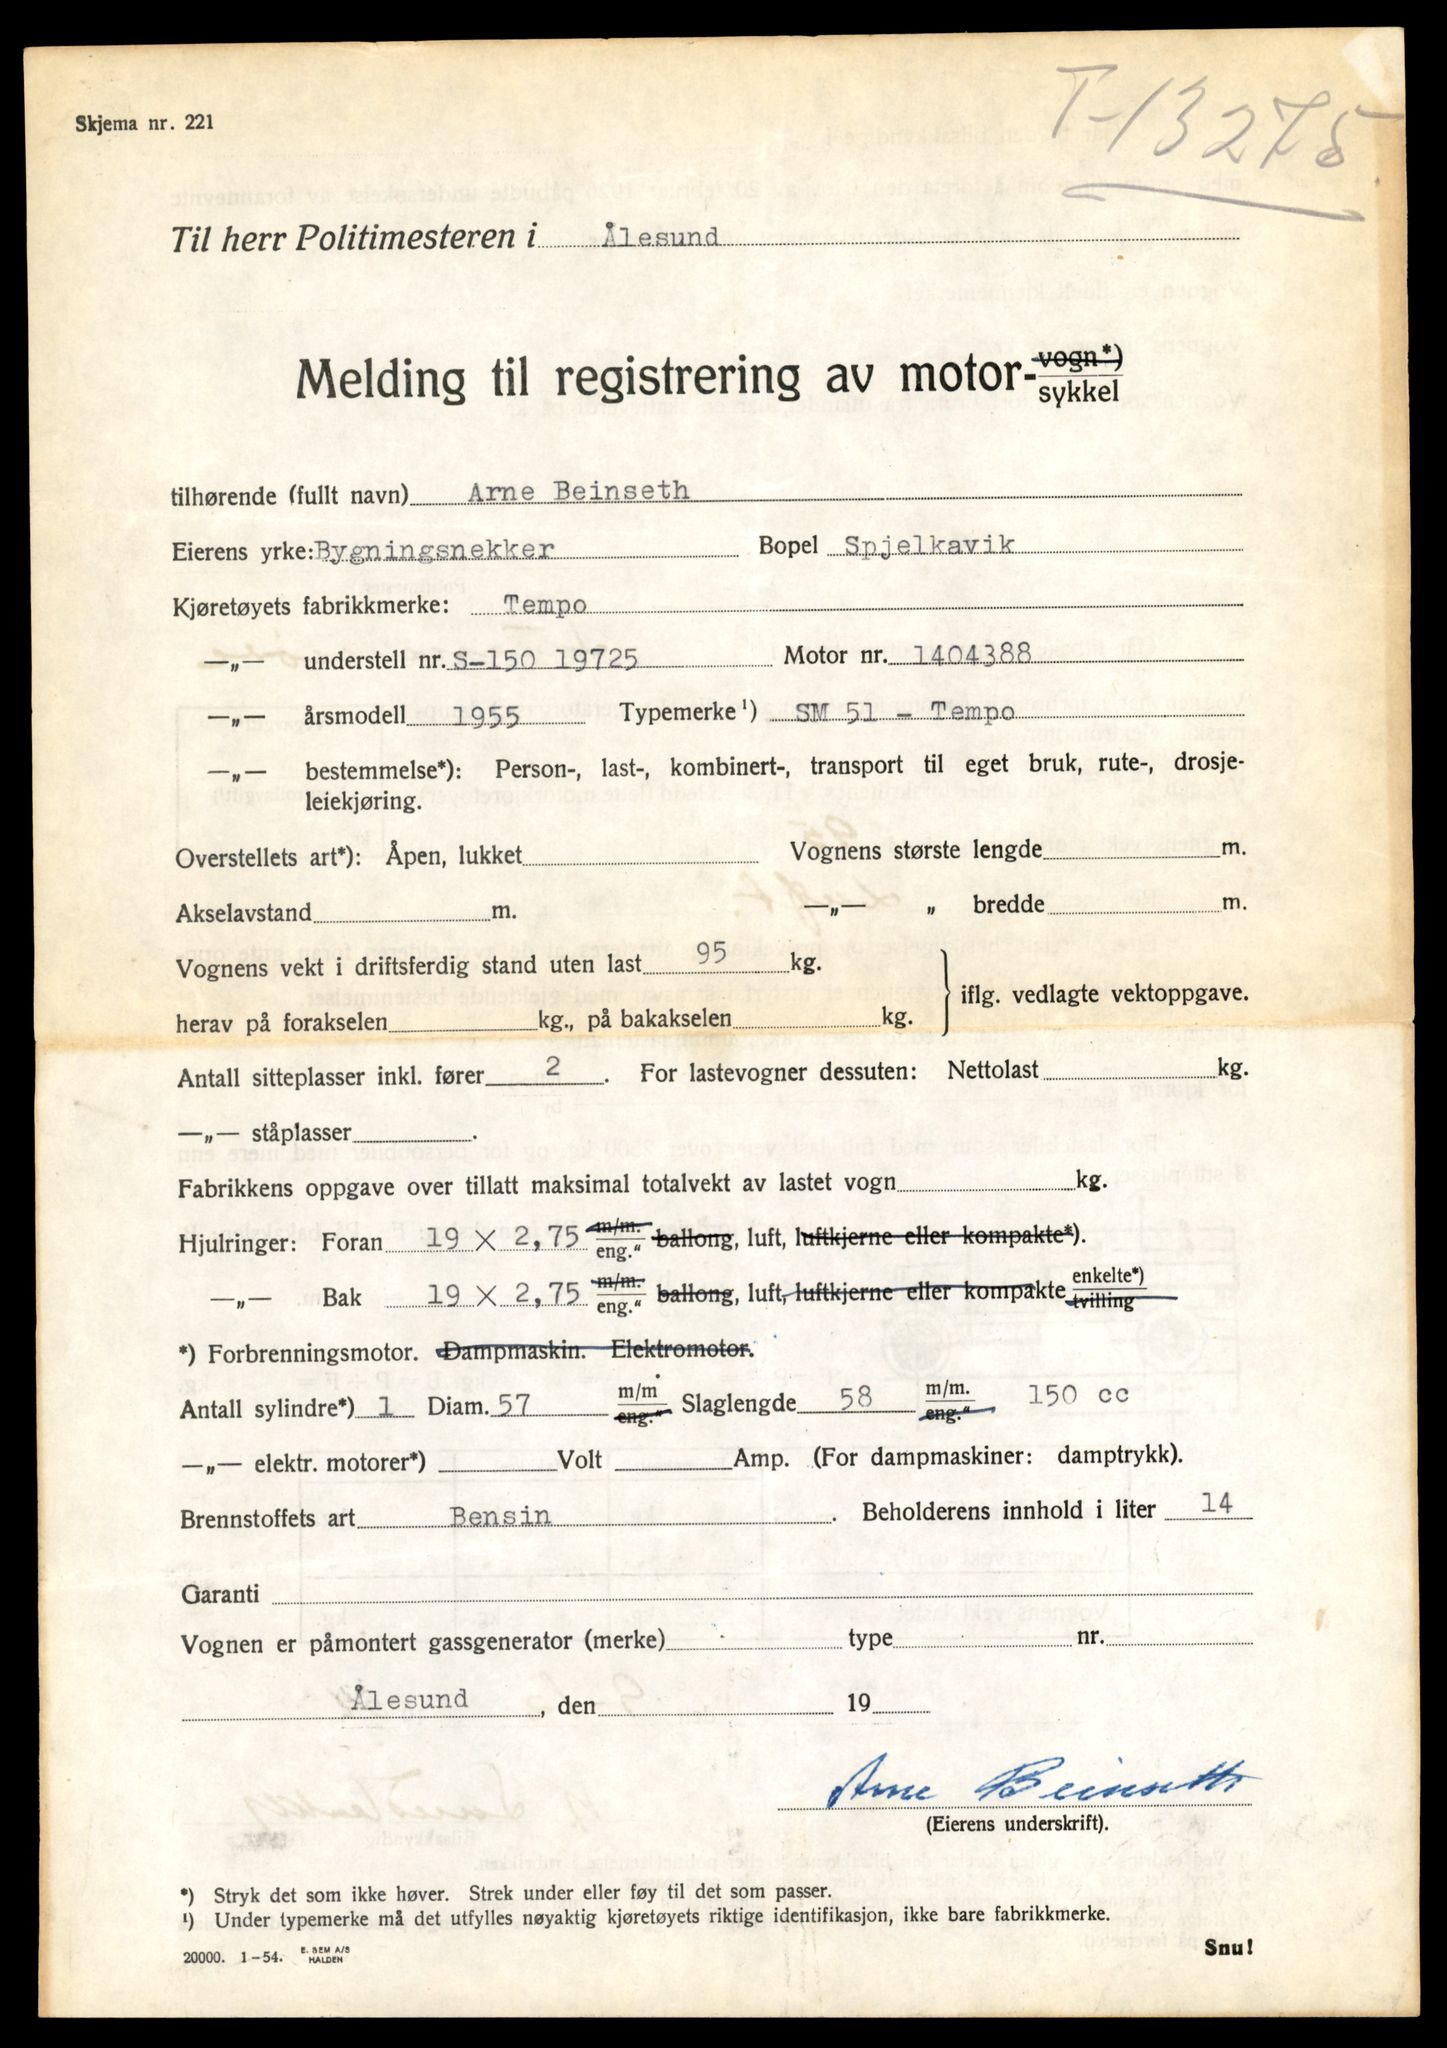 T-13275
Skjema nr. 221
Til herr Politimesteren i Ålesund
Melding til registrering av motor- vogn*) sykkel
tilhørende (fullt navn) Arne Beinseth
Eierens yrke: Bygningsnekker Bopel Spjelkavik
Kjøretøyets fabrikkmerke: Tempo
—„— understell nr. S-150 19725 Motor nr. 1404388
—„— årsmodell 1955 Typemerke¹) SM 51 - Tempo
—„— bestemmelse*): Person-, last-, kombinert-, transport til eget bruk, rute-, drosje-
leiekjøring.
Overstellets art*): Åpen, lukket Vognens største lengde m.
Akselavstand m. —„— „ bredde m.
Vognens vekt i driftsferdig stand uten last 95 kg.
iflg. vedlagte vektoppgave.
herav på forakselen kg., på bakakselen kg.
Antall sitteplasser inkl. fører 2 . For lastevogner dessuten: Nettolast kg.
—„— ståplasser .
Fabrikkens oppgave over tillatt maksimal totalvekt av lastet vogn kg.
Hjulringer: Foran 19 X 2,75 m/m. eng." ballong, luft, luftkjerne eller kompakte*).
—„— Bak 19 X 2,75 m/m. eng." ballong, luft, luftkjerne eller kompakte enkelte*) tvilling
*) Forbrenningsmotor. Dampmaskin. Elektromotor.
Antall sylindre*) 1 Diam. 57 m/m eng." Slaglengde 58 m/m. eng." 150 cc
—„— elektr. motorer*) Volt Amp. (For dampmaskiner: damptrykk).
Brennstoffets art Bensin . Beholderens innhold i liter 14
Garanti
Vognen er påmontert gassgenerator (merke) type nr.
Ålesund , den 19
Arne Beinseth
(Eierens underskrift).
*) Stryk det som ikke høver. Strek under eller føy til det som passer.
¹) Under typemerke må det utfylles nøyaktig kjøretøyets riktige identifikasjon, ikke bare fabrikkmerke.
20000. 1-54. E. SEM A/S HALDEN
Snu!